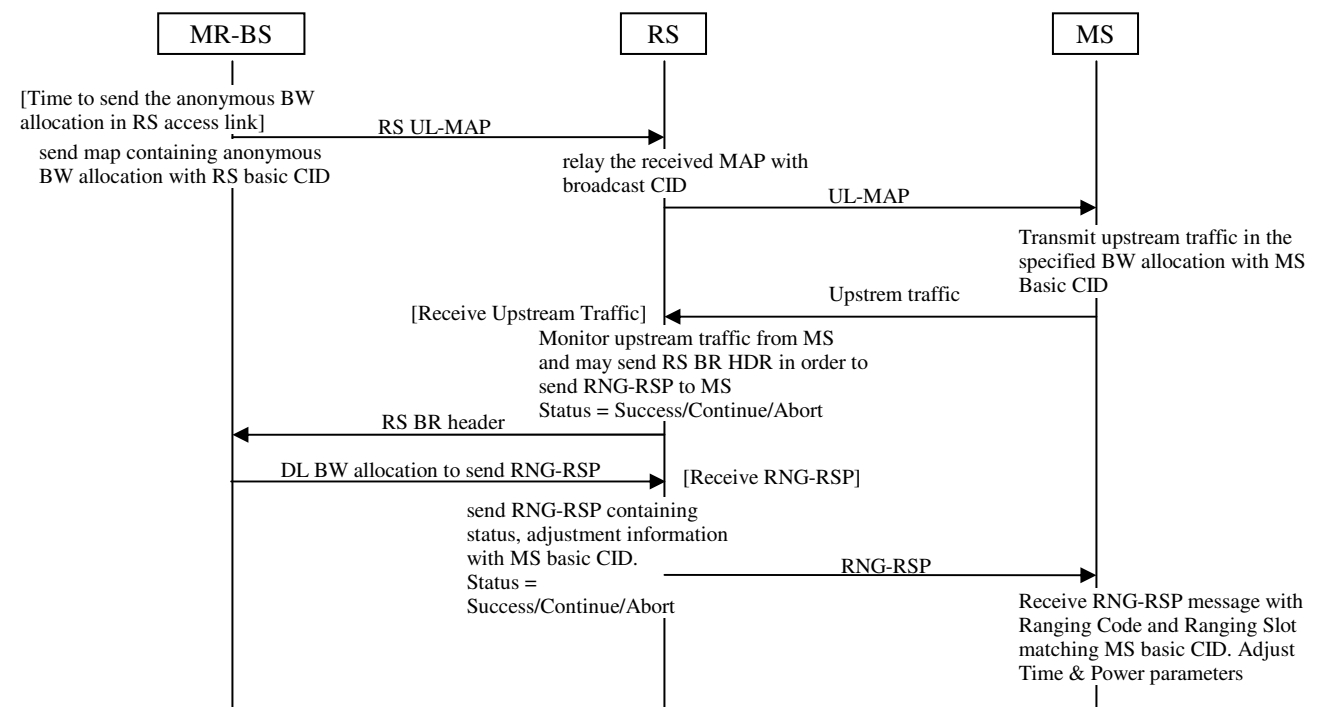 MR-BS
RS
MS
[Time to send the anonymous BW
allocation in RS access link]
RS UL-MAP
send map containing anonymous
BW allocation with RS basic CID
relay the received MAP with
broadcast CID
UL-MAP
Transmit upstream traffic in the
specified BW allocation with MS
Basic CID
Upstrem traffic
[Receive Upstream Traffic]
Monitor upstream traffic from MS
and may send RS BR HDR in order to
send RNG-RSP to MS
Status = Success/Continue/Abort
RS BR header
DL BW allocation to send RNG-RSP
[Receive RNG-RSP]
send RNG-RSP containing
status, adjustment information
with MS basic CID.
Status =
Success/Continue/Abort
RNG-RSP
Receive RNG-RSP message with
Ranging Code and Ranging Slot
matching MS basic CID. Adjust
Time & Power parameters